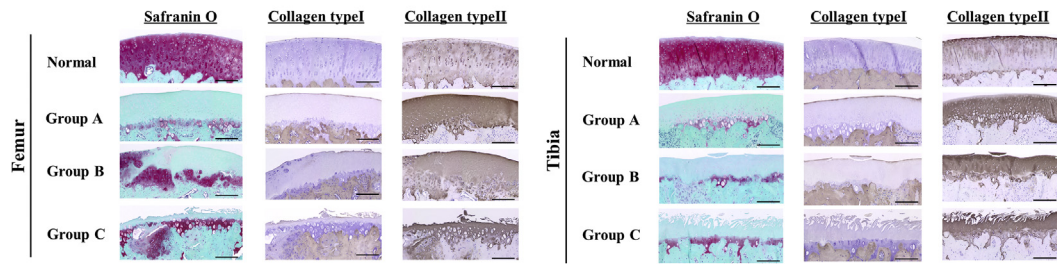 Safranin O Collagen typeI Collagen typeII
Femur
Normal
Group A
Group B
Group C
Safranin O Collagen typeI Collagen typeII
Tibia
Normal
Group A
Group B
Group C